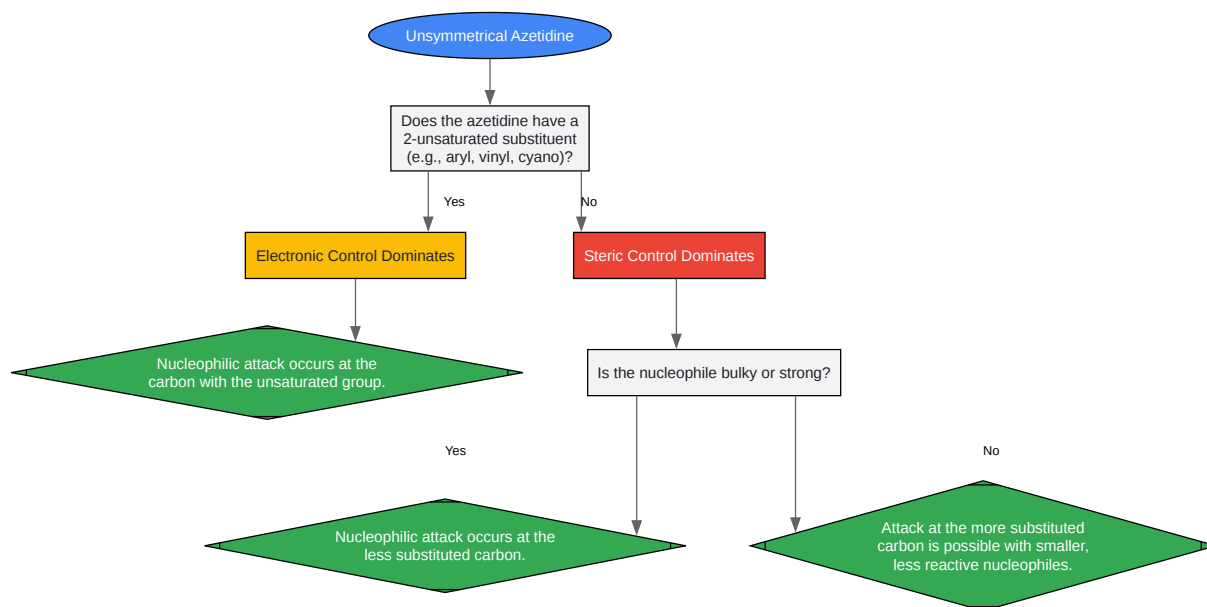 Unsymmetrical Azetidine
Does the azetidine have a
2-unsaturated substituent
(e.g., aryl, vinyl, cyano)?
Yes
No
Electronic Control Dominates
Steric Control Dominates
Nucleophilic attack occurs at the
carbon with the unsaturated group.
Is the nucleophile bulky or strong?
Yes
No
Nucleophilic attack occurs at the
less substituted carbon.
Attack at the more substituted
carbon is possible with smaller,
less reactive nucleophiles.